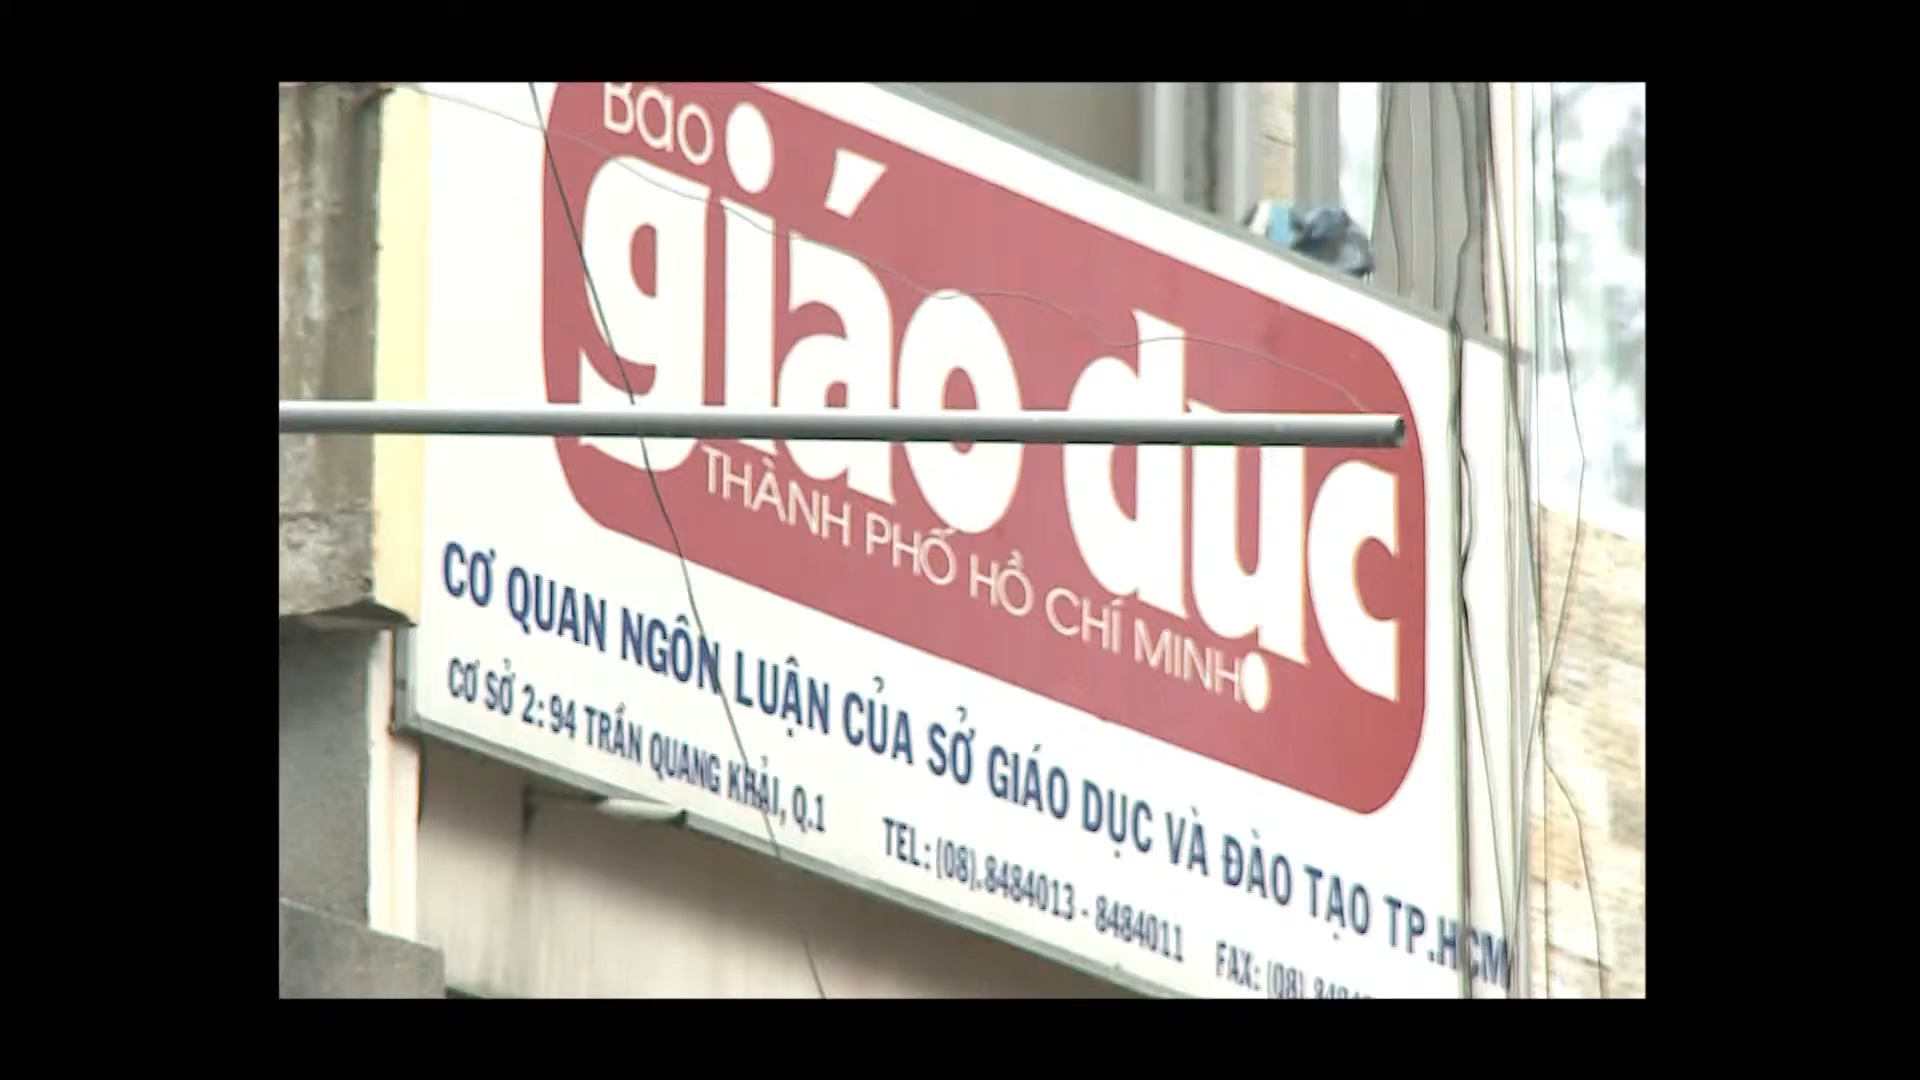 Báo
giáo dục
THÀNH PHỐ HỒ CHÍ MINH
CƠ QUAN NGÔN LUẬN CỦA SỞ GIÁO DỤC VÀ ĐÀO TẠO TP.HCM
CƠ SỞ 2: 94 TRẦN QUANG KHẢI, Q.1 TEL: (08).8484013 - 8484011 FAX: (08).